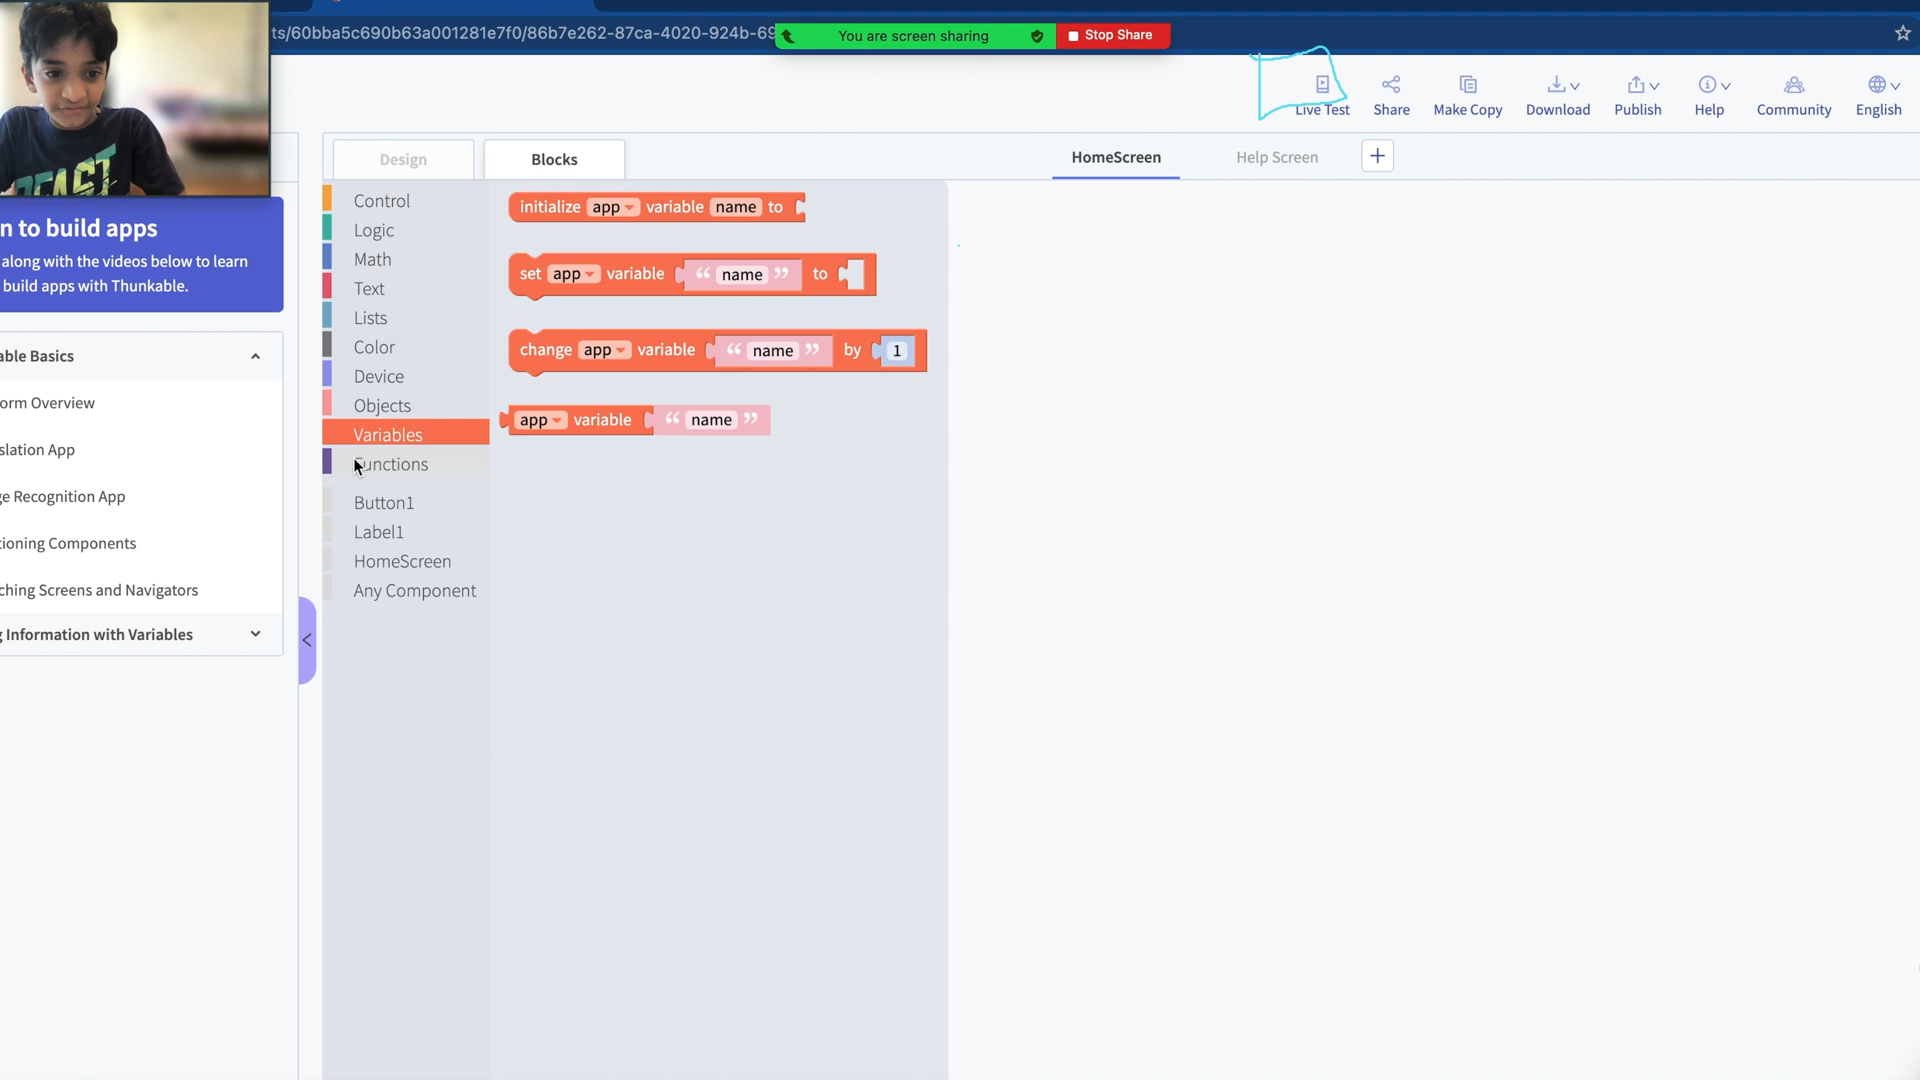 ts/60bba5c690b63a001281e7f0/86b7e262-87ca-4020-924b-69
You are screen sharing
Stop Share
Live Test
Share
Make Copy
Download
Publish
Help
Community
English
Design
Blocks
HomeScreen
Help Screen
+
BEAST
n to build apps
along with the videos below to learn
build apps with Thunkable.
able Basics
orm Overview
slation App
ge Recognition App
tioning Components
ching Screens and Navigators
g Information with Variables
Control
Logic
Math
Text
Lists
Color
Device
Objects
Variables
unctions
Button1
Label1
HomeScreen
Any Component
initialize app variable name to
set app variable “ name ” to
change app variable “ name ” by 1
app variable “ name ”